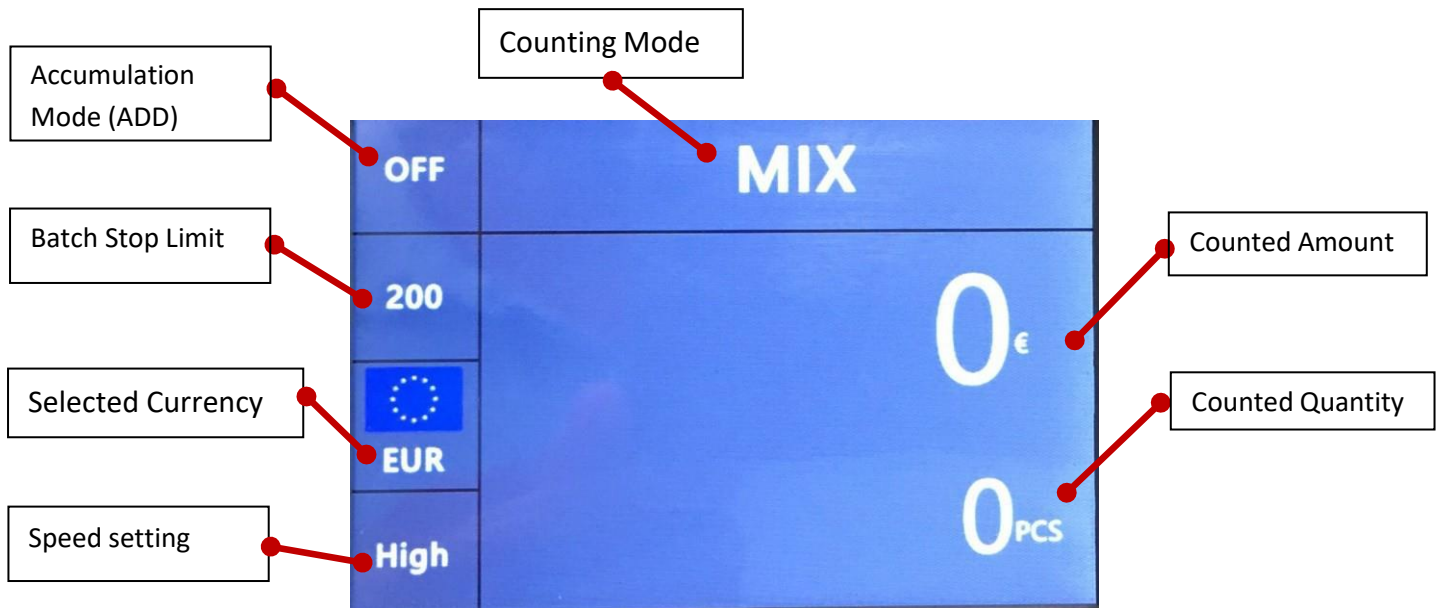 Counting Mode
Accumulation
Mode (ADD)
OFF
MIX
Batch Stop Limit
200
0€
Counted Amount
Selected Currency
EUR
0PCS
Counted Quantity
Speed setting
High